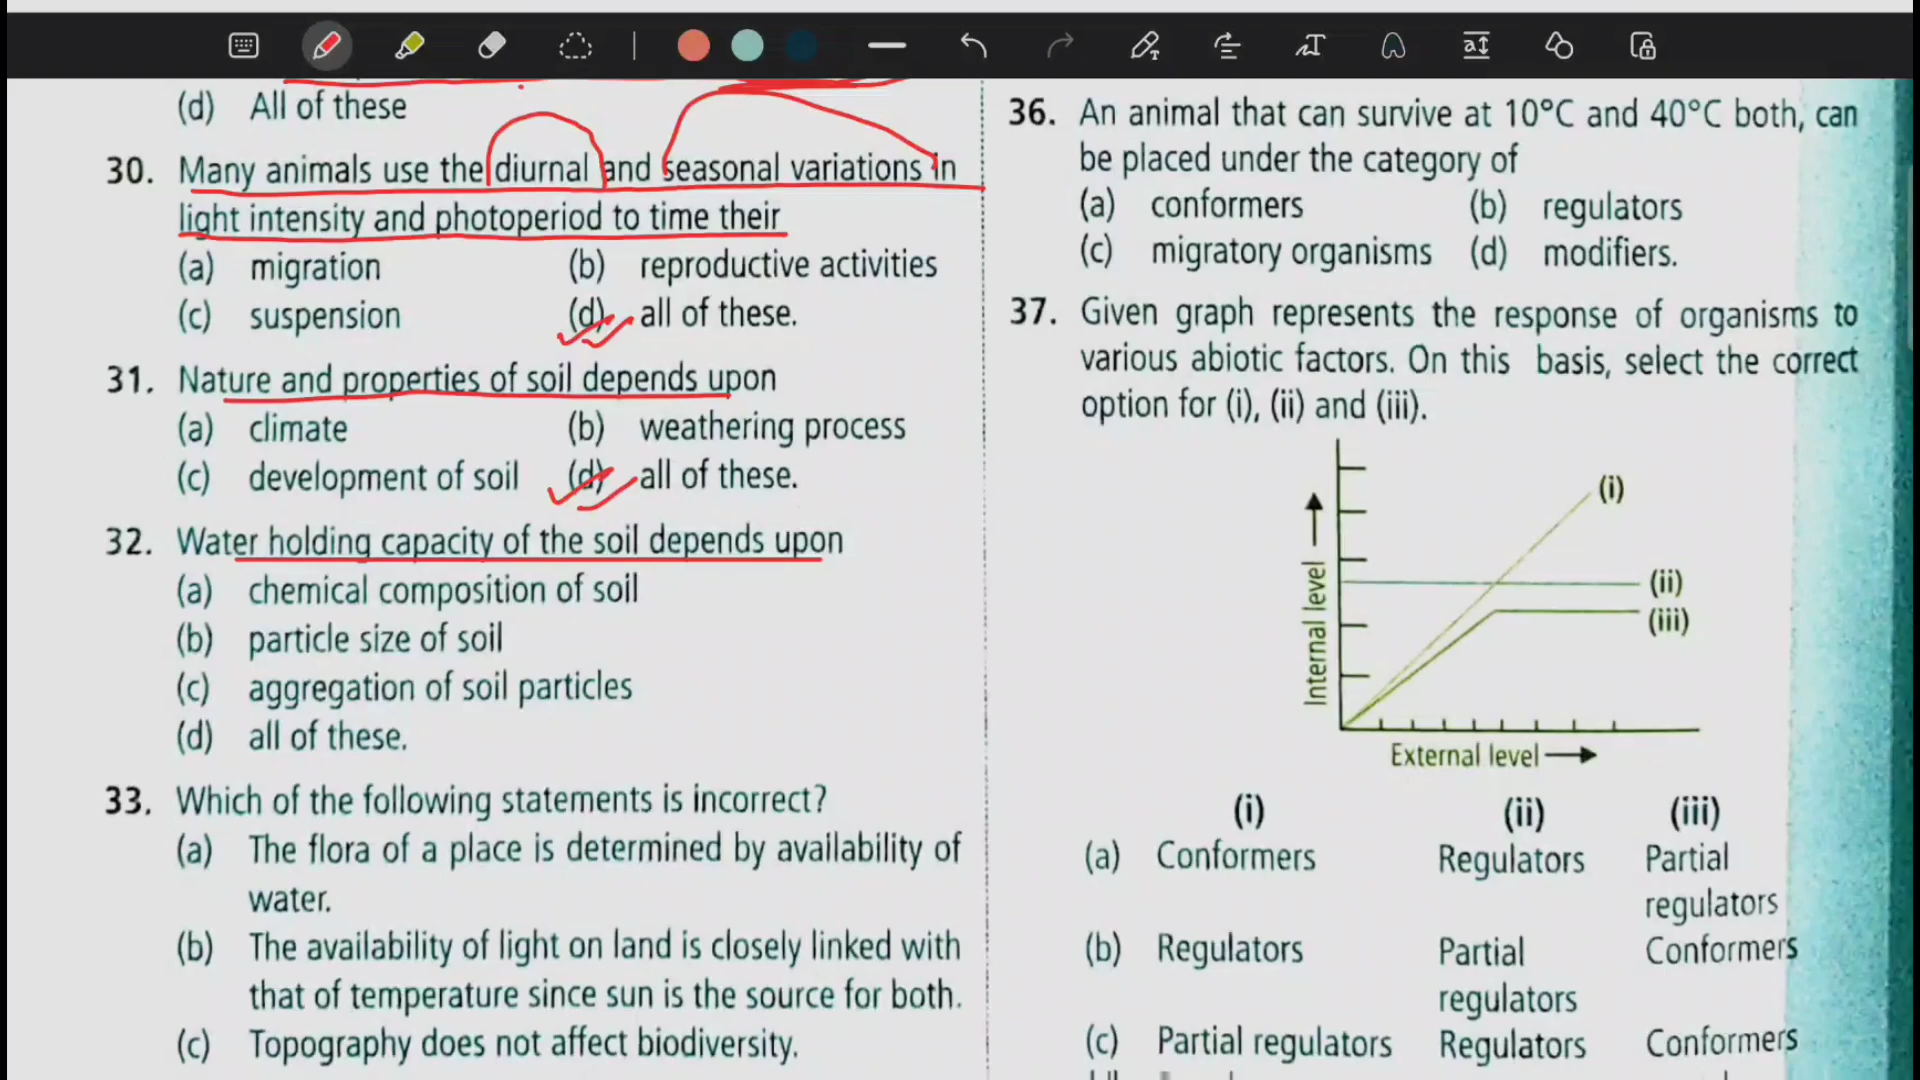 (d) All of these
30. Many animals use the diurnal and seasonal variations in
light intensity and photoperiod to time their
(a) migration (b) reproductive activities
(c) suspension (d) all of these.
31. Nature and properties of soil depends upon
(a) climate (b) weathering process
(c) development of soil (d) all of these.
32. Water holding capacity of the soil depends upon
(a) chemical composition of soil
(b) particle size of soil
(c) aggregation of soil particles
(d) all of these.
33. Which of the following statements is incorrect?
(a) The flora of a place is determined by availability of
water.
(b) The availability of light on land is closely linked with
that of temperature since sun is the source for both.
(c) Topography does not affect biodiversity.
36. An animal that can survive at 10°C and 40°C both, can
be placed under the category of
(a) conformers (b) regulators
(c) migratory organisms (d) modifiers.
37. Given graph represents the response of organisms to
various abiotic factors. On this basis, select the correct
option for (i), (ii) and (iii).
(i)
(ii)
(iii)
Internal level
External level
(i) (ii) (iii)
(a) Conformers Regulators Partial
regulators
(b) Regulators Partial Conformers
regulators
(c) Partial regulators Regulators Conformers